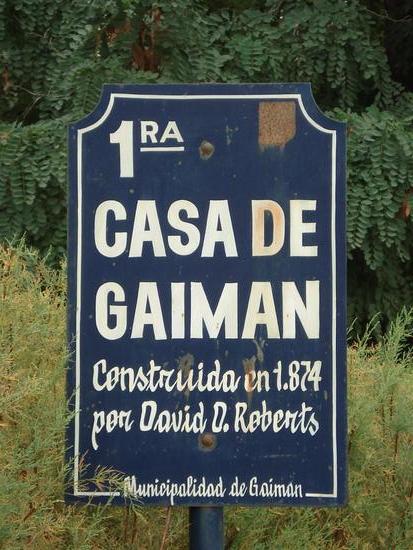 1RA
CASA DE
GAIMAN
Construida en 1.874
por David D. Roberts
Municipalidad de Gaiman